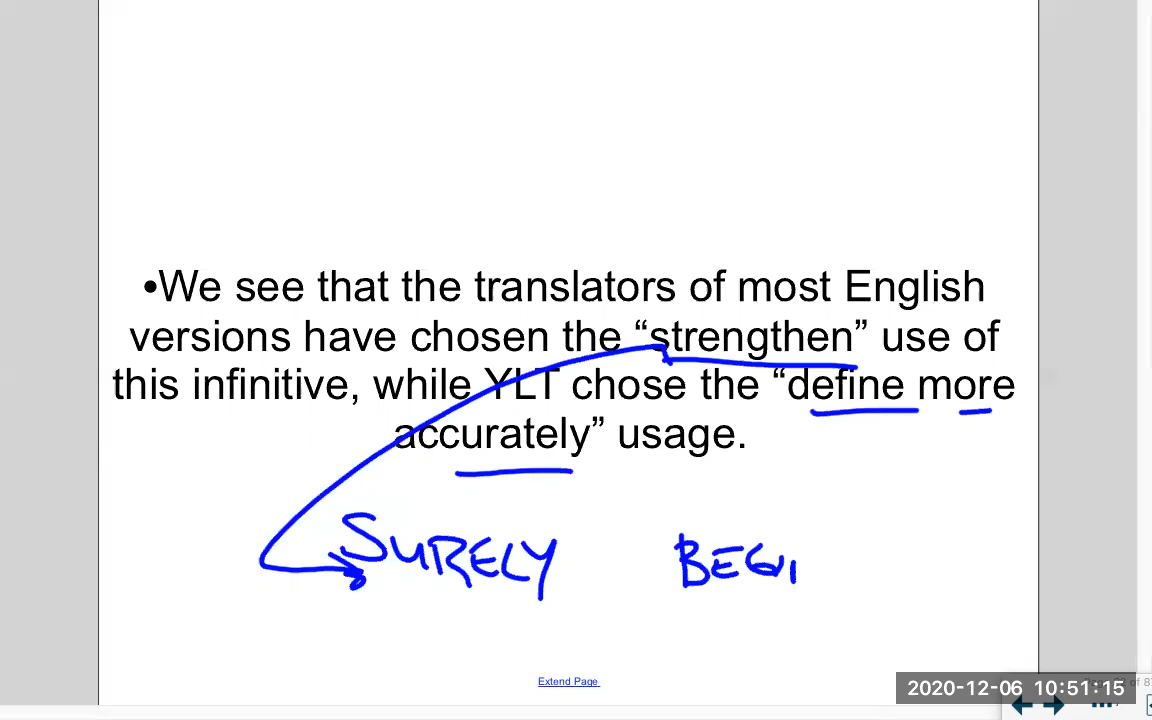 •We see that the translators of most English
versions have chosen the “strengthen” use of
this infinitive, while YLT chose the “define more
accurately” usage.
SURELY BEGI
Extend Page
2020-12-06 10:51:15